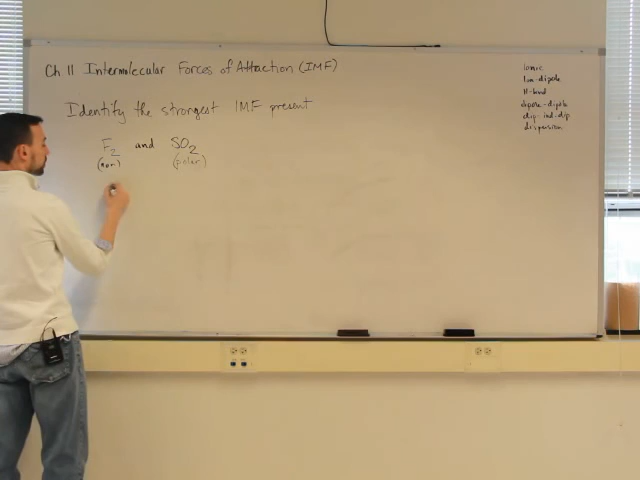 Ch 11 Intermolecular Forces of Attraction (IMF)
Identify the strongest IMF present
F2 and SO2
(non) (polar)
ionic
Ion-dipole
H-bond
dipole-dipole
dip-ind-dip
dispersion